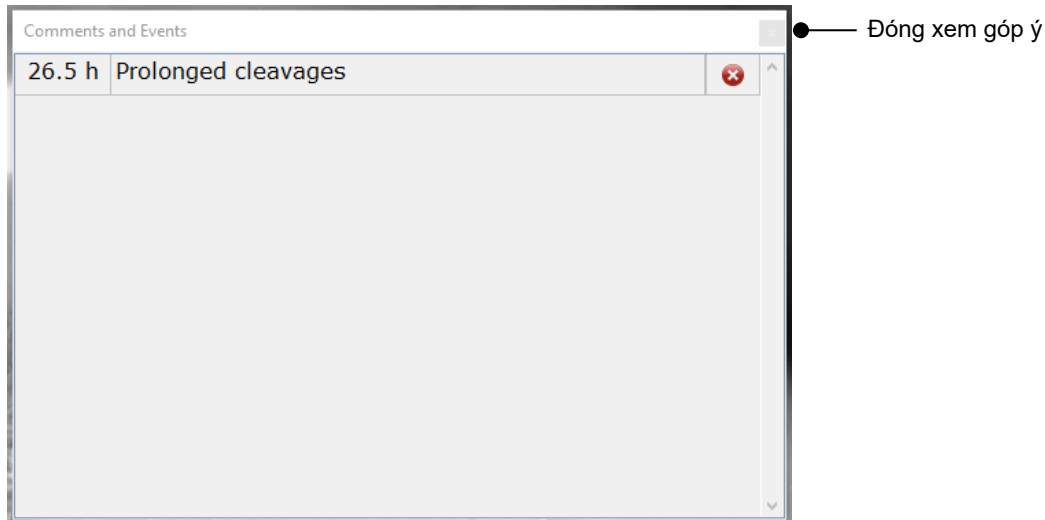 Comments and Events
Đóng xem góp ý
26.5 h Prolonged cleavages